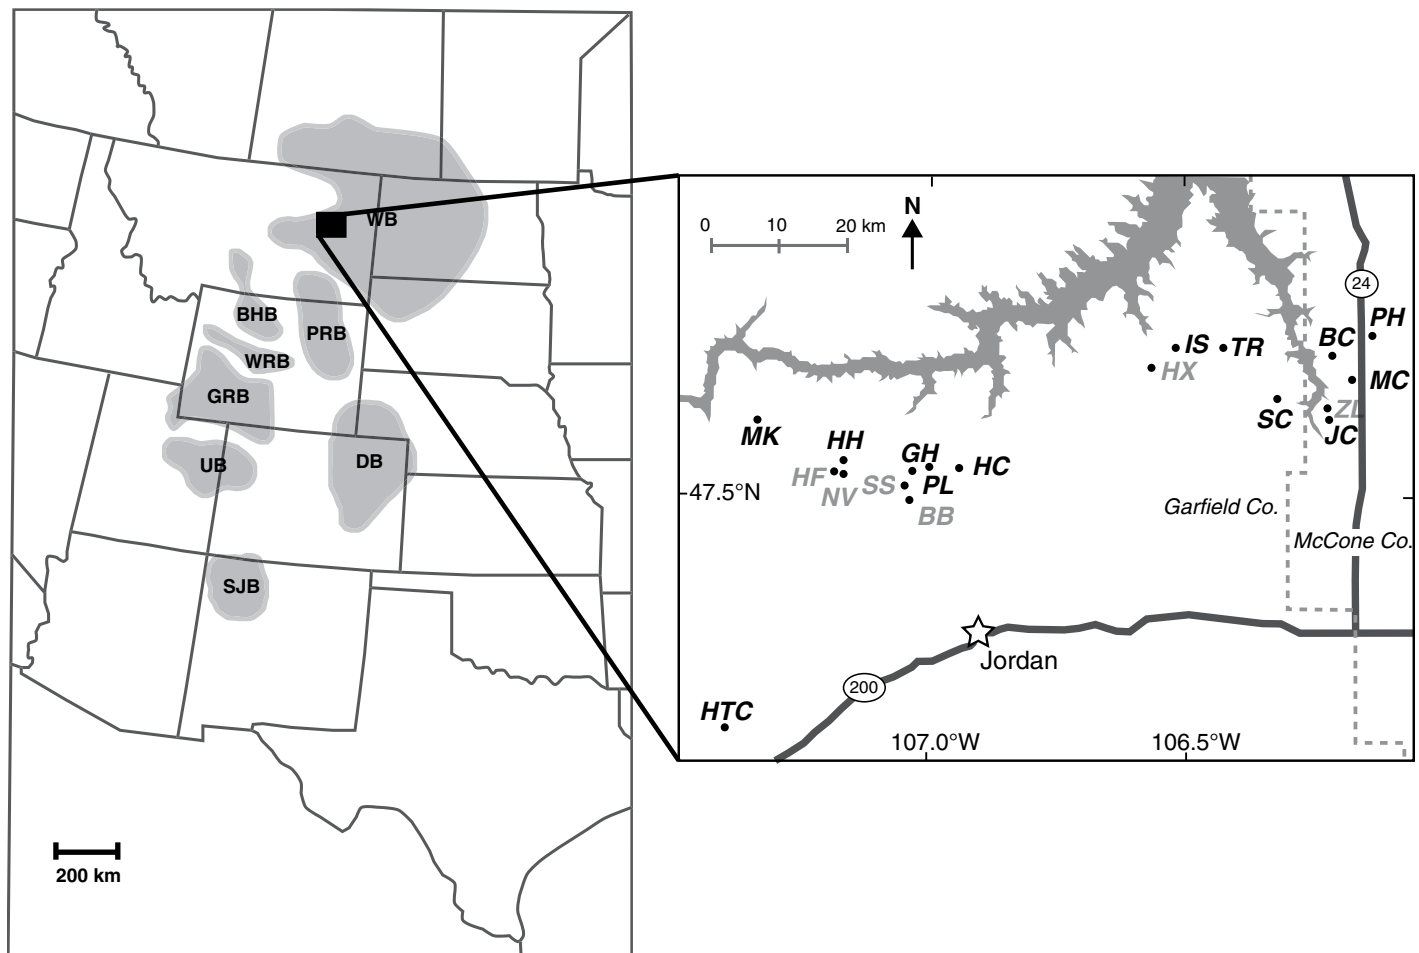 WB
BHB
PRB
WRB
GRB
UB
DB
SJB
200 km
0 10 20 km
N
24
PH
BC
IS
TR
HX
MC
SC
ZL
JC
MK
HH
GH
HC
HF
NV
SS
PL
BB
47.5°N
Garfield Co.
McCone Co.
Jordan
200
HTC
107.0°W
106.5°W